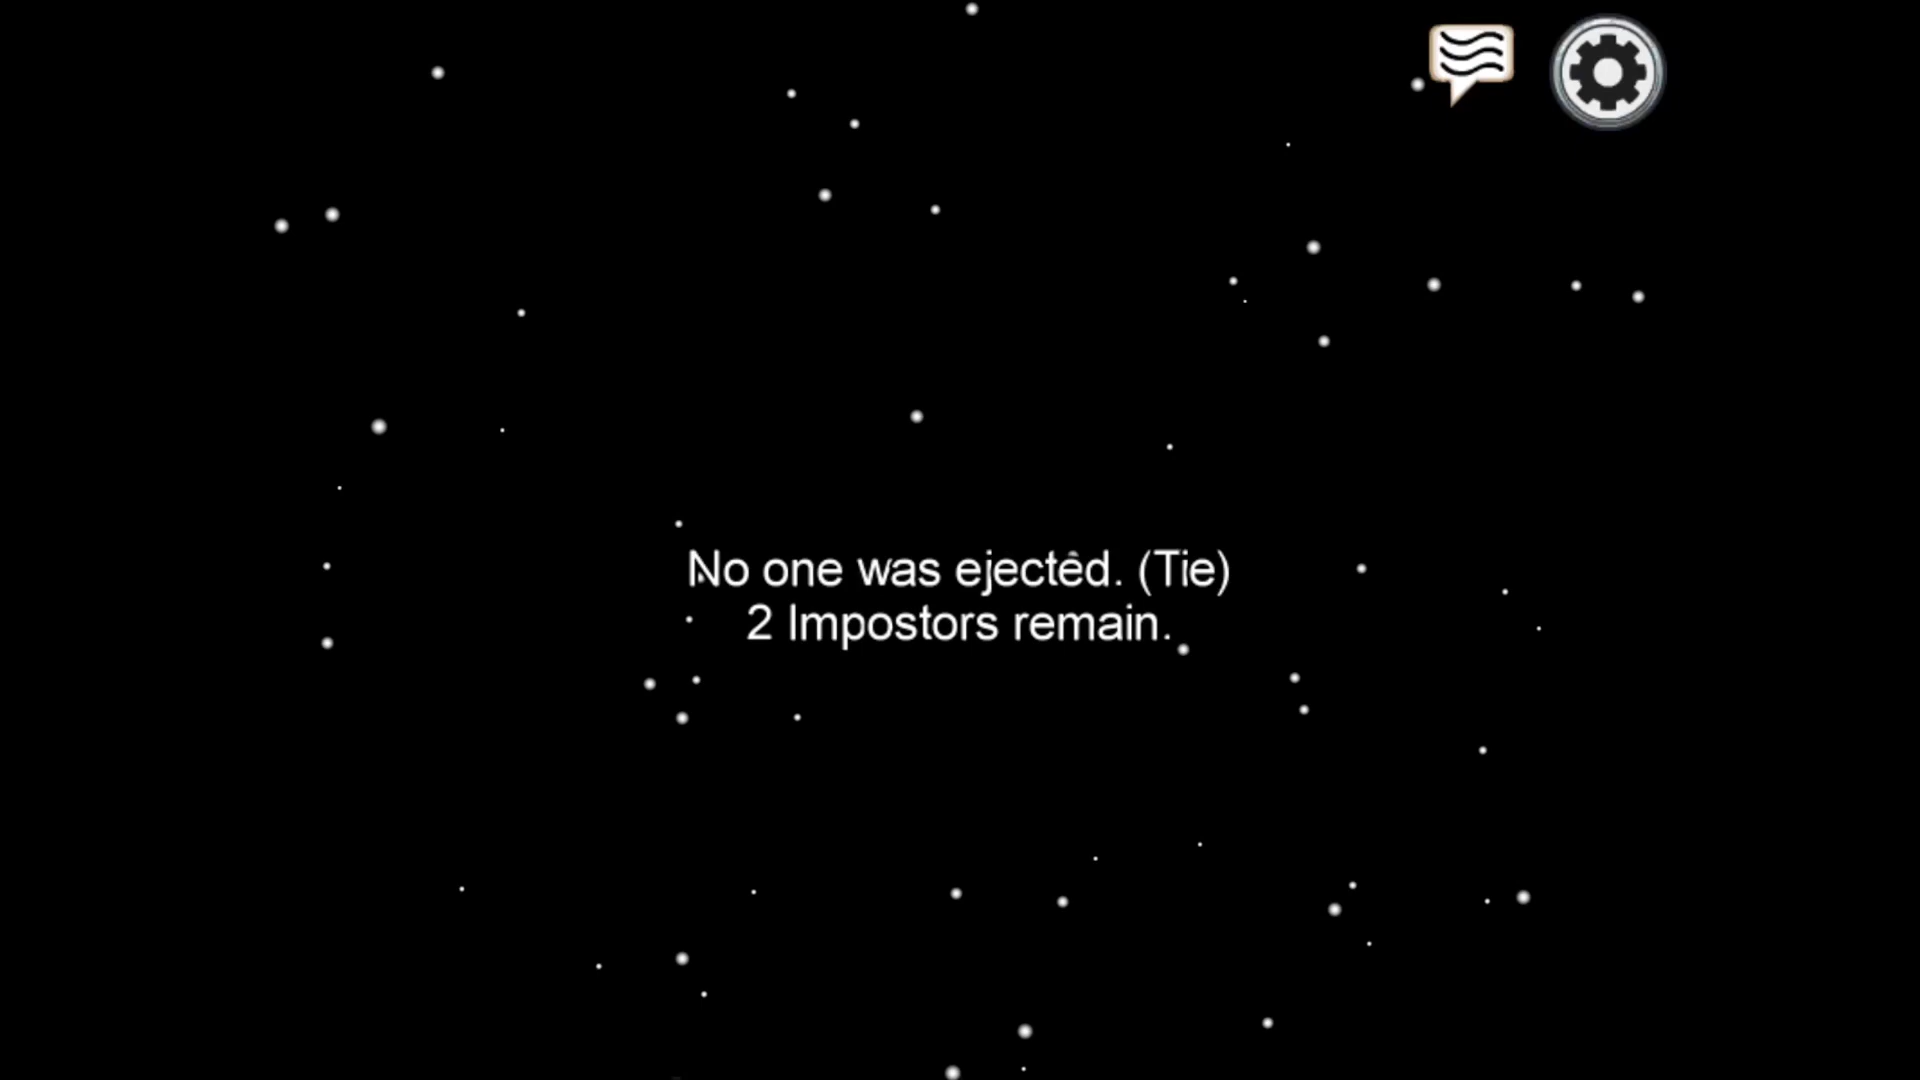 No one was ejected. (Tie)
2 Impostors remain.